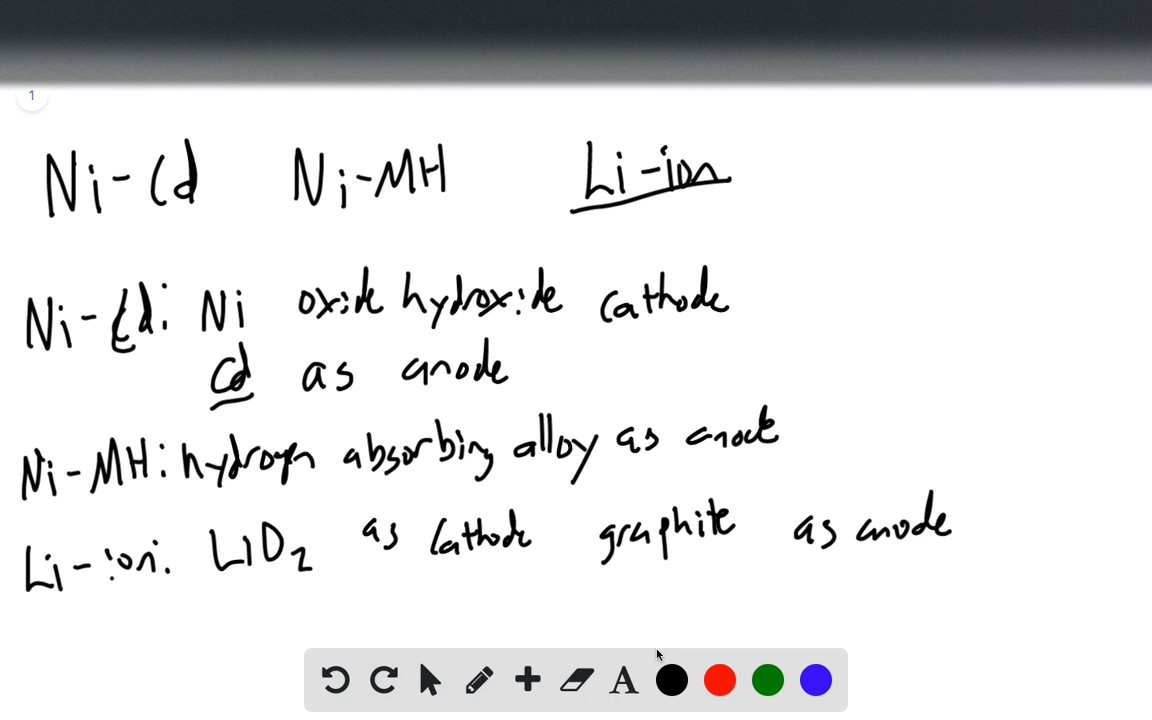 1
Ni-Cd Ni-MH Li-ion
Ni-Cd: Ni oxide hydroxide cathode
Cd as anode
Ni-MH: hydrogen absorbing alloy as anode
Li-ion: LiO2 as cathode graphite as anode
A